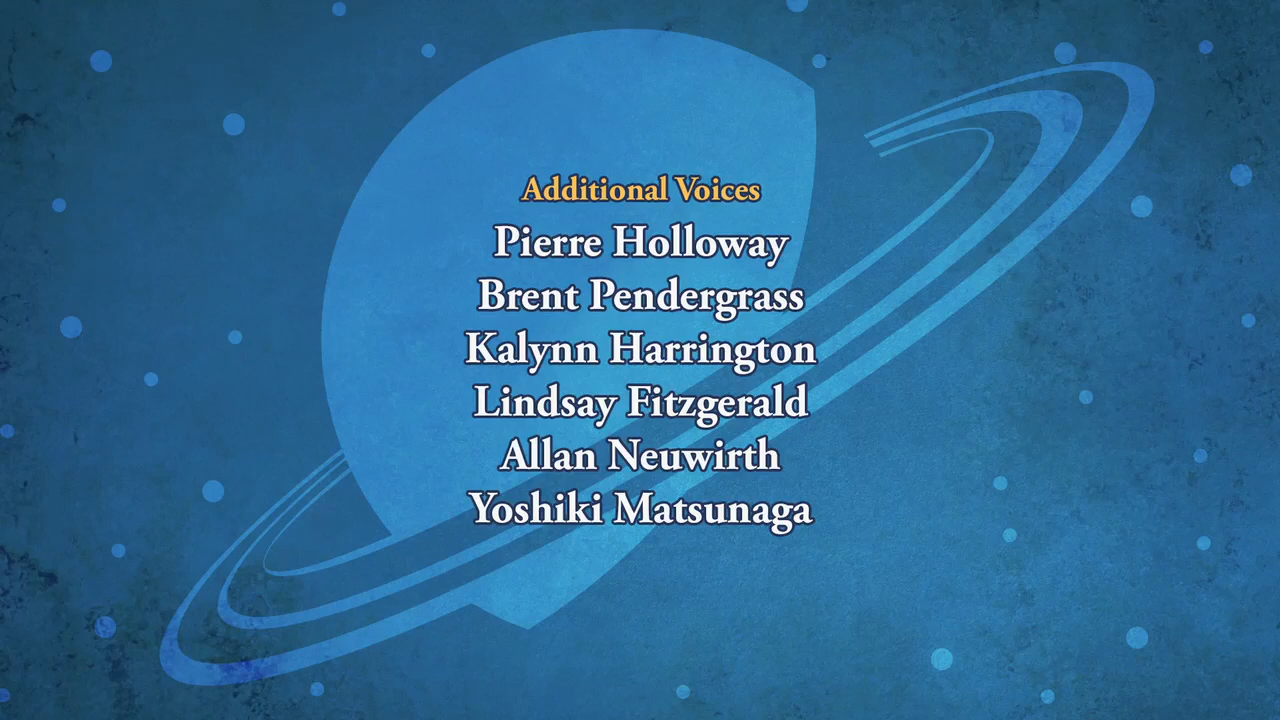 Additional Voices
Pierre Holloway
Brent Pendergrass
Kalynn Harrington
Lindsay Fitzgerald
Allan Neuwirth
Yoshiki Matsunaga